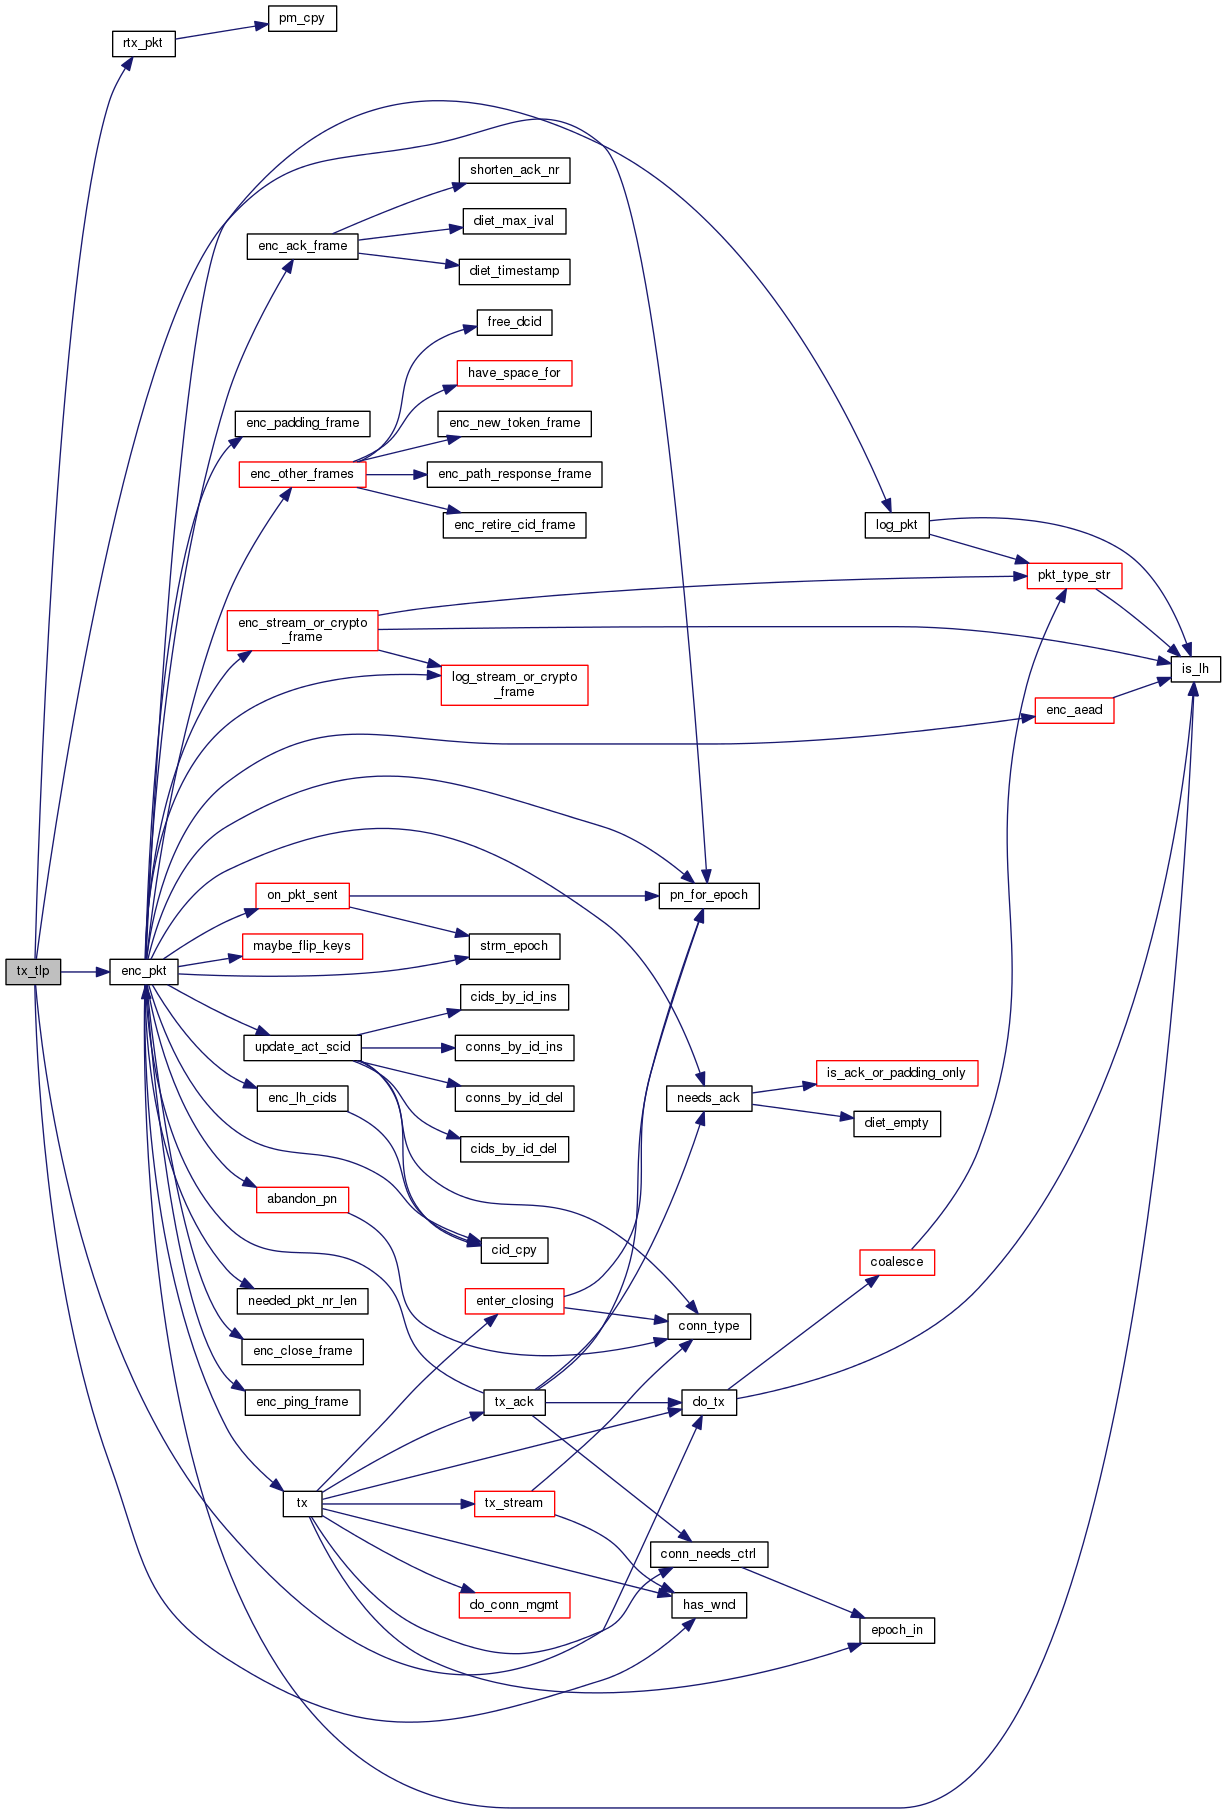 pm_cpy
rtx_pkt
shorten_ack_nr
diet_max_ival
enc_ack_frame
diet_timestamp
free_dcid
have_space_for
enc_padding_frame
enc_new_token_frame
enc_other_frames
enc_path_response_frame
enc_retire_cid_frame
log_pkt
pkt_type_str
enc_stream_or_crypto
_frame
is_lh
log_stream_or_crypto
_frame
enc_aead
on_pkt_sent
pn_for_epoch
maybe_flip_keys
strm_epoch
tx_tlp
enc_pkt
cids_by_id_ins
update_act_scid
conns_by_id_ins
is_ack_or_padding_only
enc_lh_cids
conns_by_id_del
needs_ack
diet_empty
cids_by_id_del
abandon_pn
cid_cpy
coalesce
needed_pkt_nr_len
enter_closing
conn_type
enc_close_frame
enc_ping_frame
tx_ack
do_tx
tx
tx_stream
conn_needs_ctrl
do_conn_mgmt
has_wnd
epoch_in